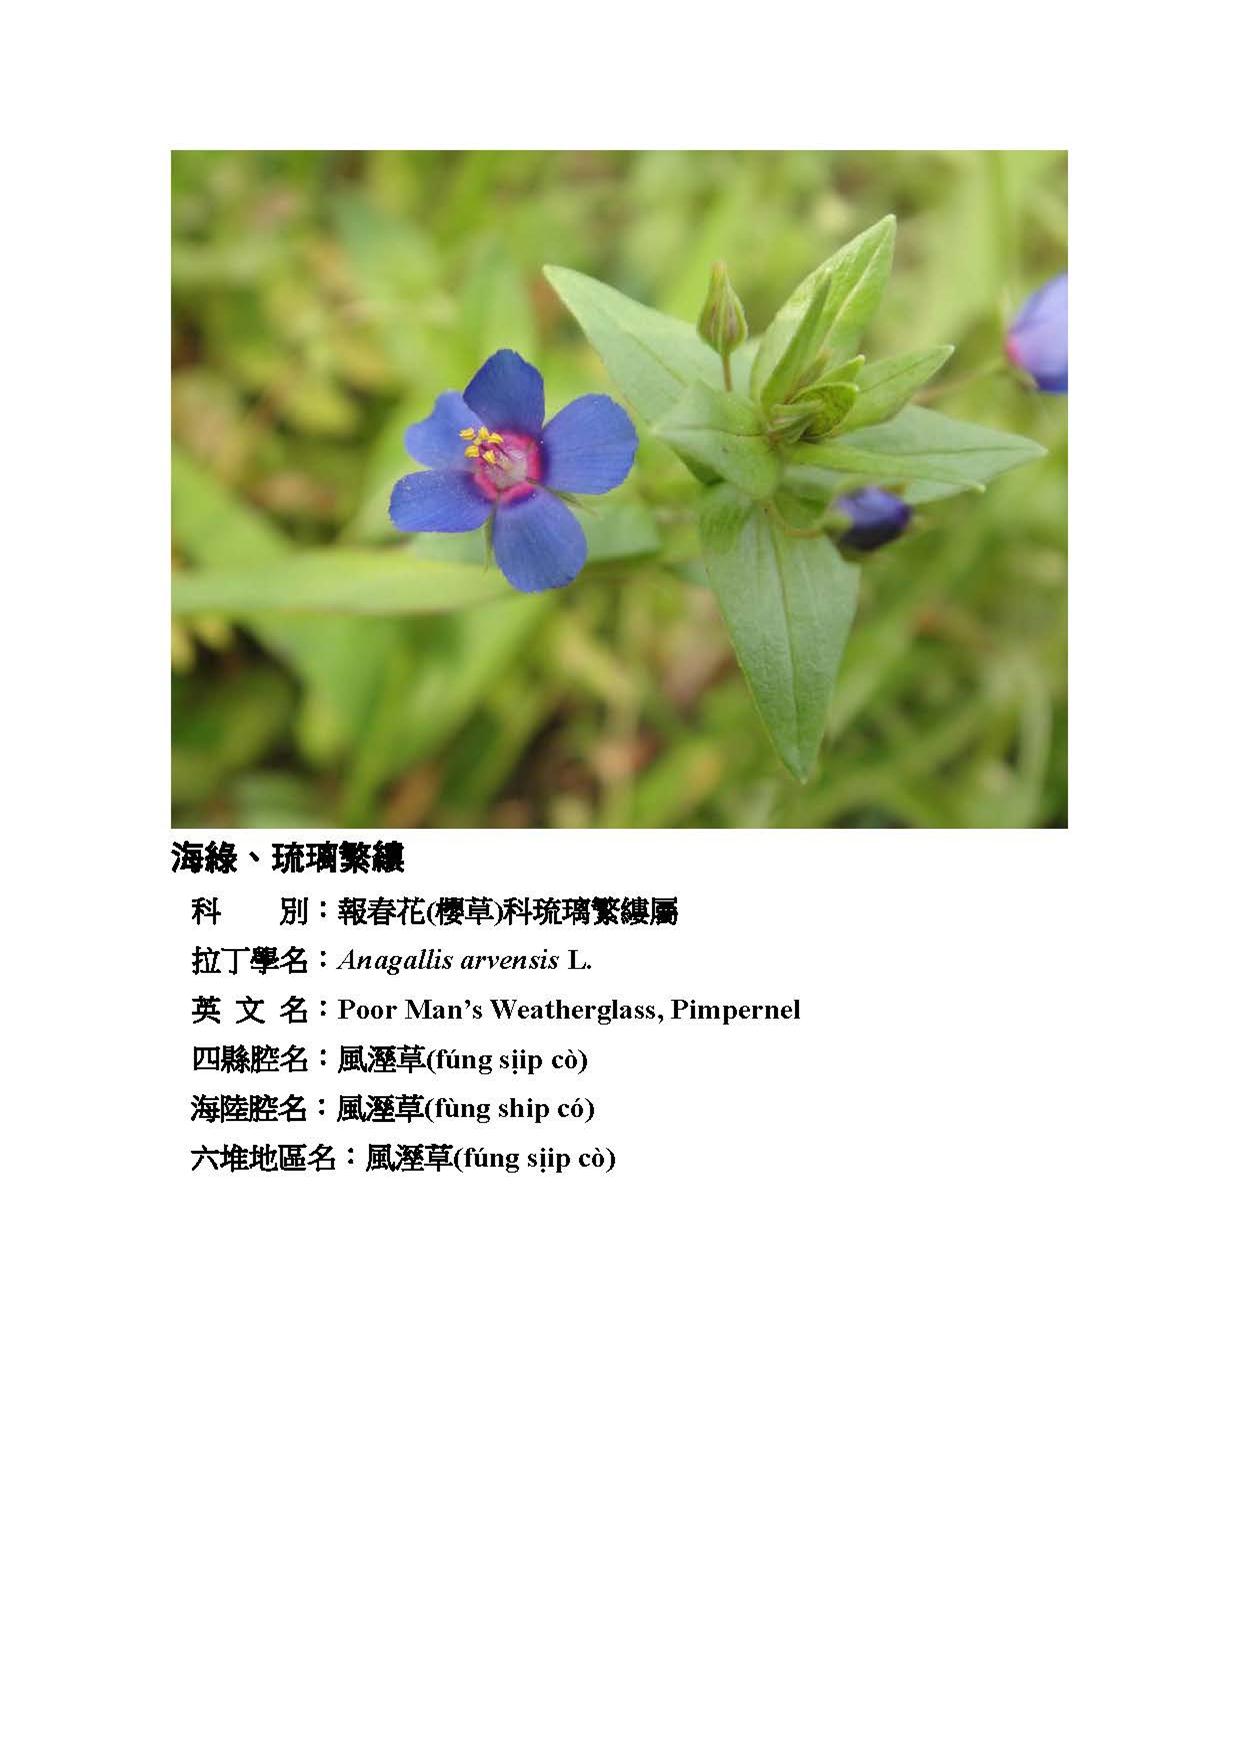 海綠、琉璃繁縷
科　　別：報春花(櫻草)科琉璃繁縷屬
拉丁學名：Anagallis arvensis L.
英 文 名：Poor Man’s Weatherglass, Pimpernel
四縣腔名：風溼草(fúng sṳip cò)
海陸腔名：風溼草(fùng ship có)
六堆地區名：風溼草(fúng sṳip cò)